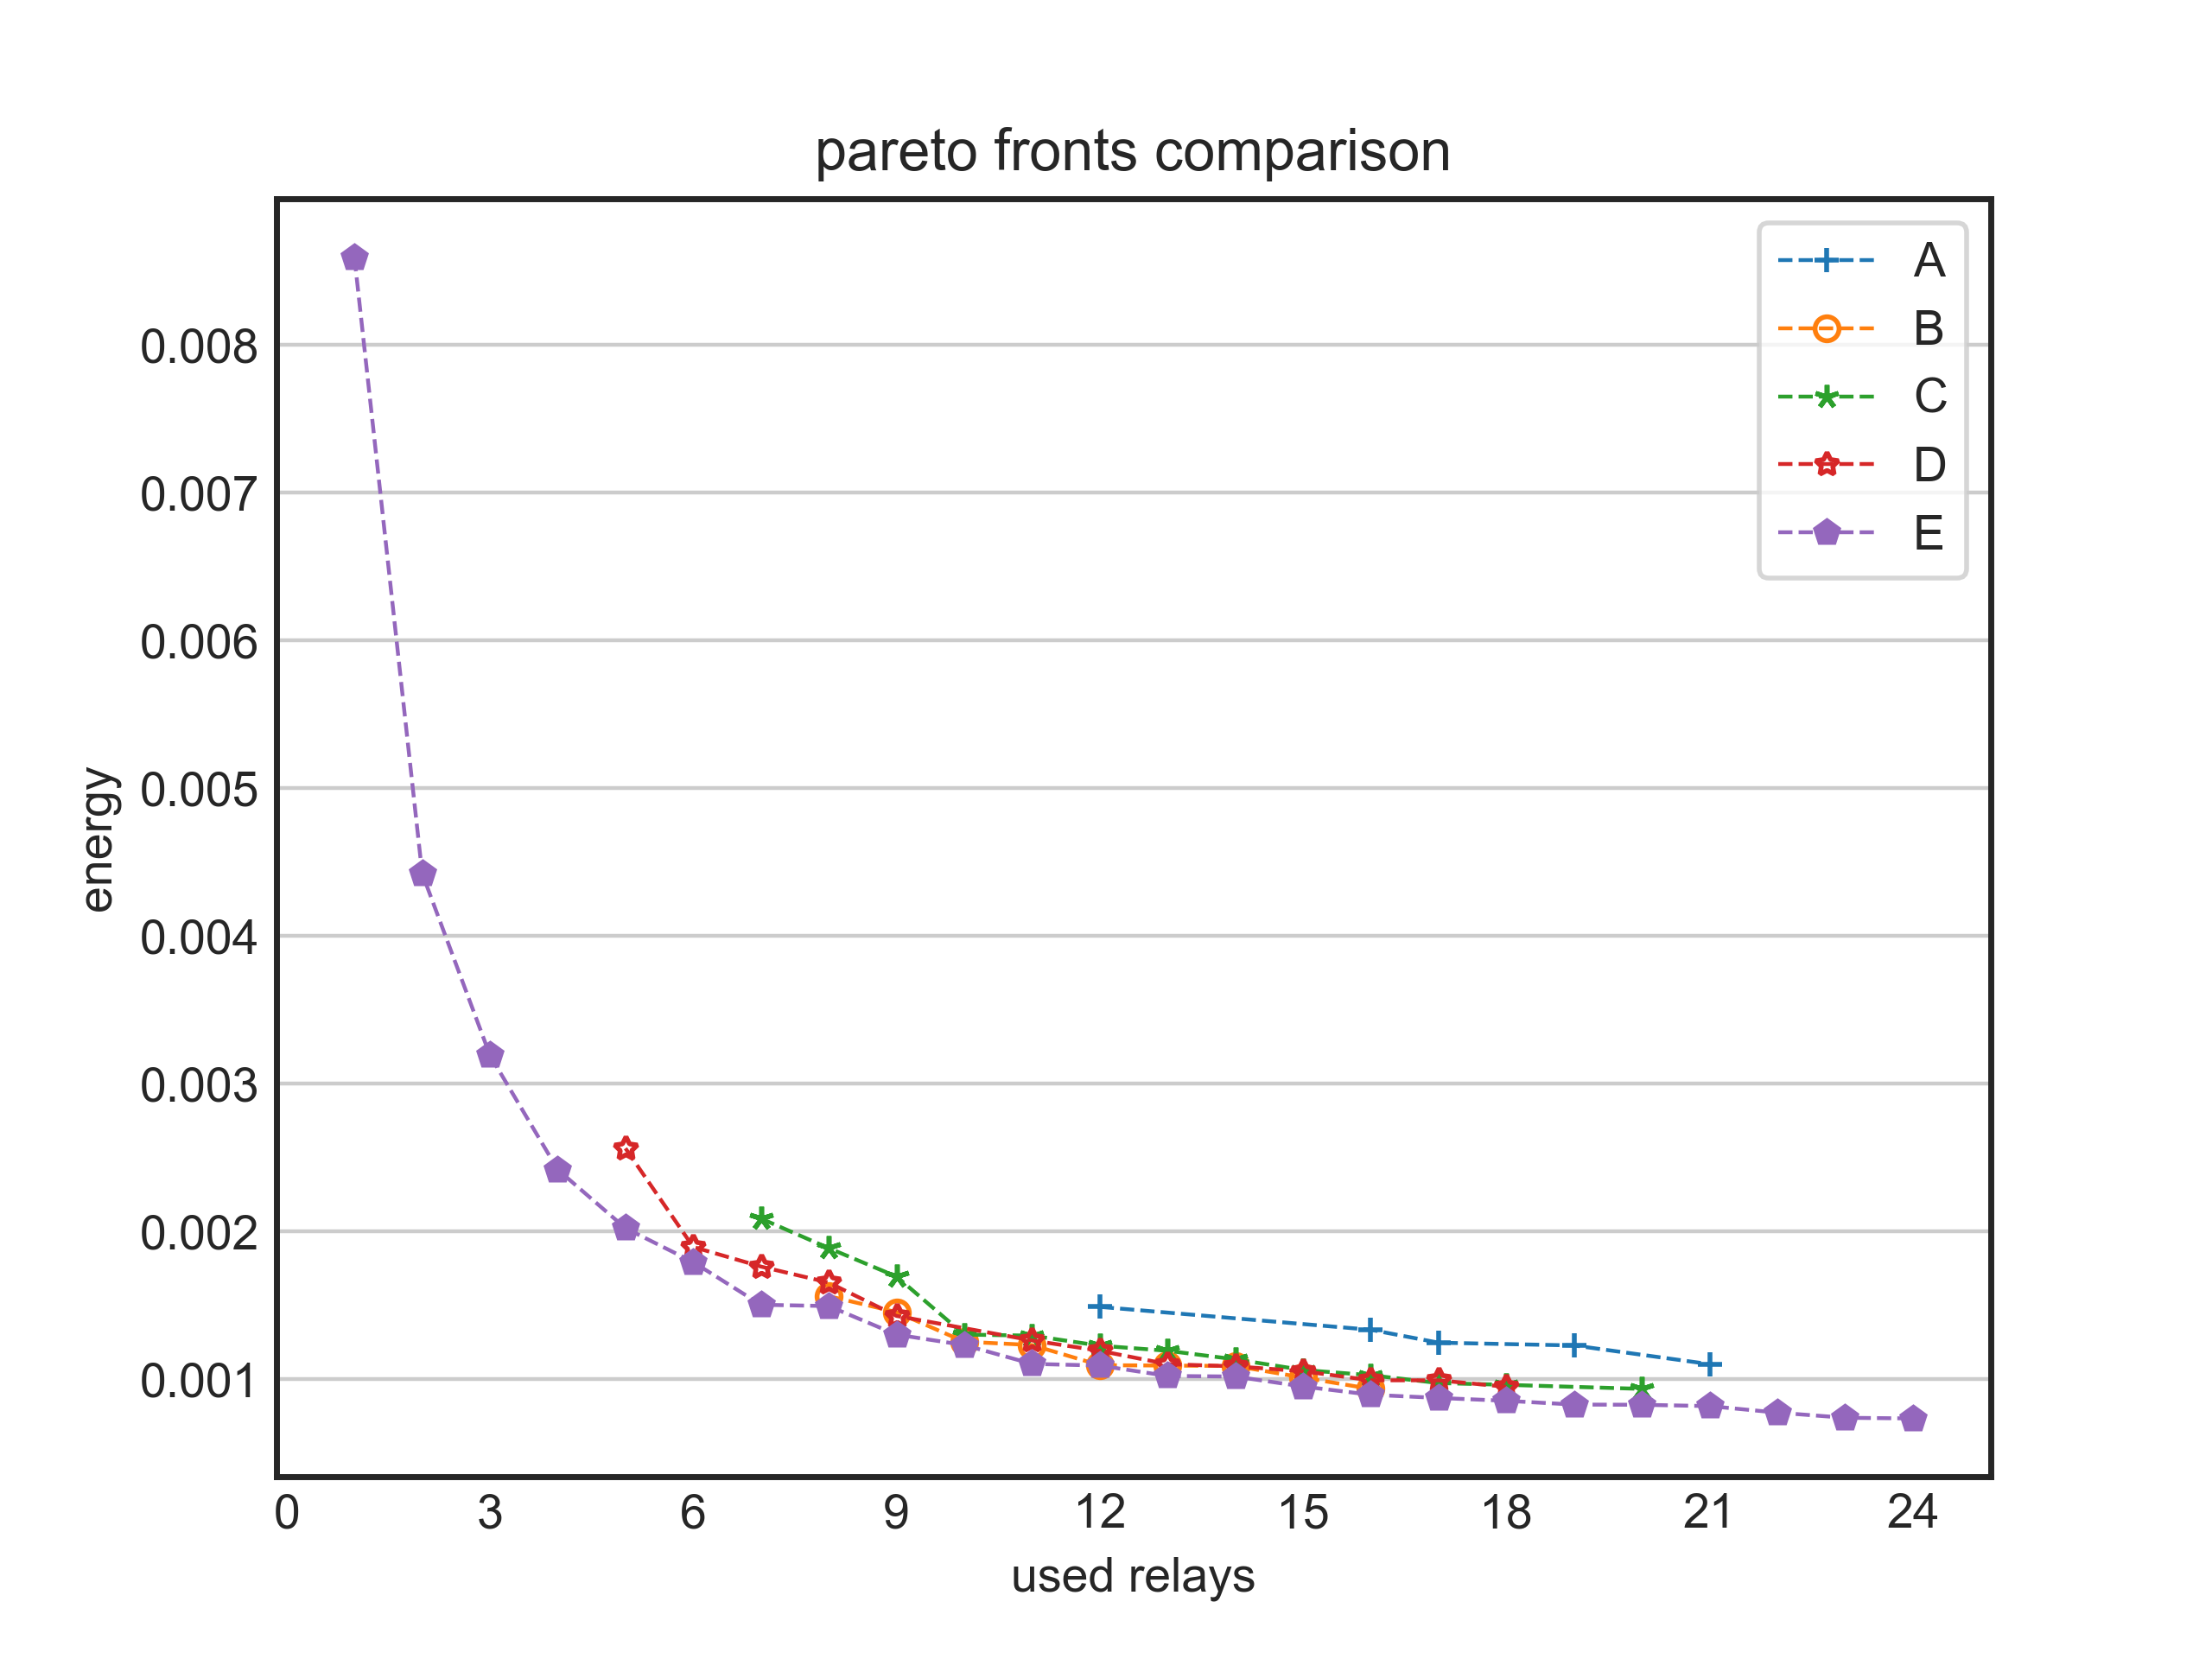 pareto fronts comparison
A
B
C
D
E
0.008
0.007
0.006
0.005
0.004
0.003
0.002
0.001
energy
0 3 6 9 12 15 18 21 24
used relays